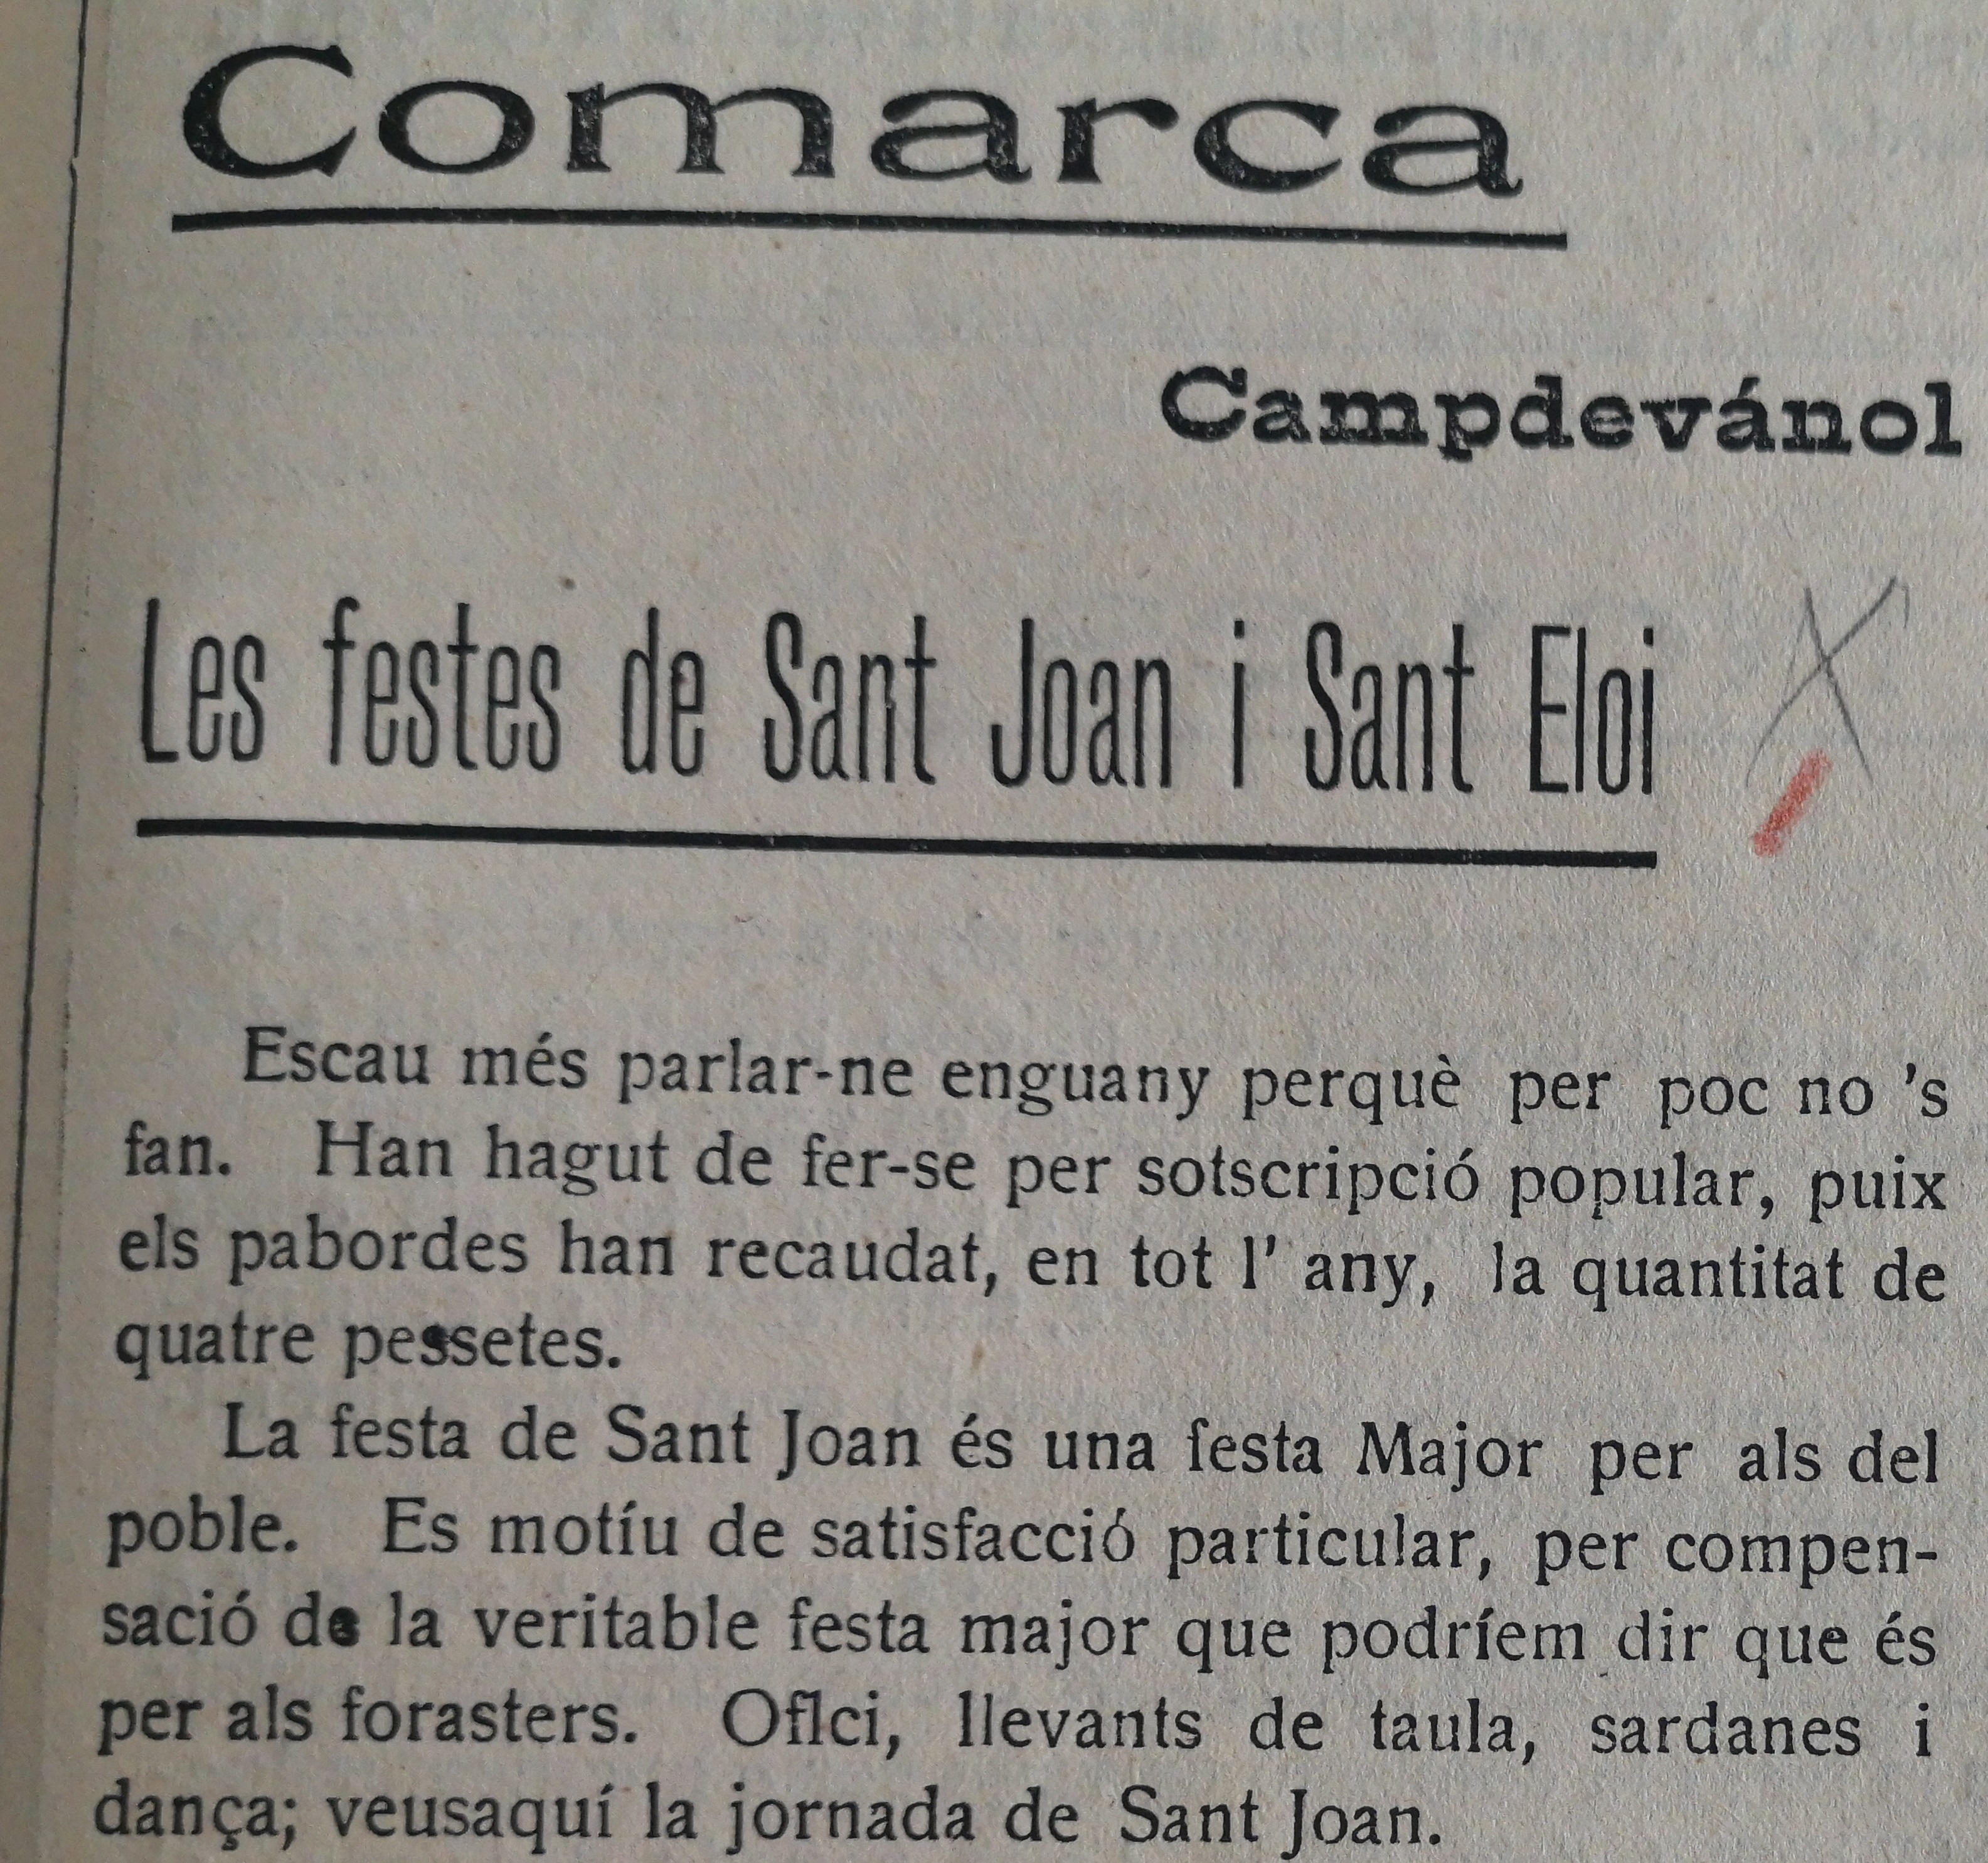 Comarca
Campdevánol
Les festes de Sant Joan i Sant Eloi
Escau més parlar-ne enguany perquè per poc no 's
fan. Han hagut de fer-se per sotscripció popular, puix
els pabordes han recaudat, en tot l' any, la quantitat de
quatre pessetes.
La festa de Sant Joan és una festa Major per als del
poble. Es motíu de satisfacció particular, per compen-
sació de la veritable festa major que podríem dir que és
per als forasters. Oflci, llevants de taula, sardanes i
dança; veusaquí la jornada de Sant Joan.